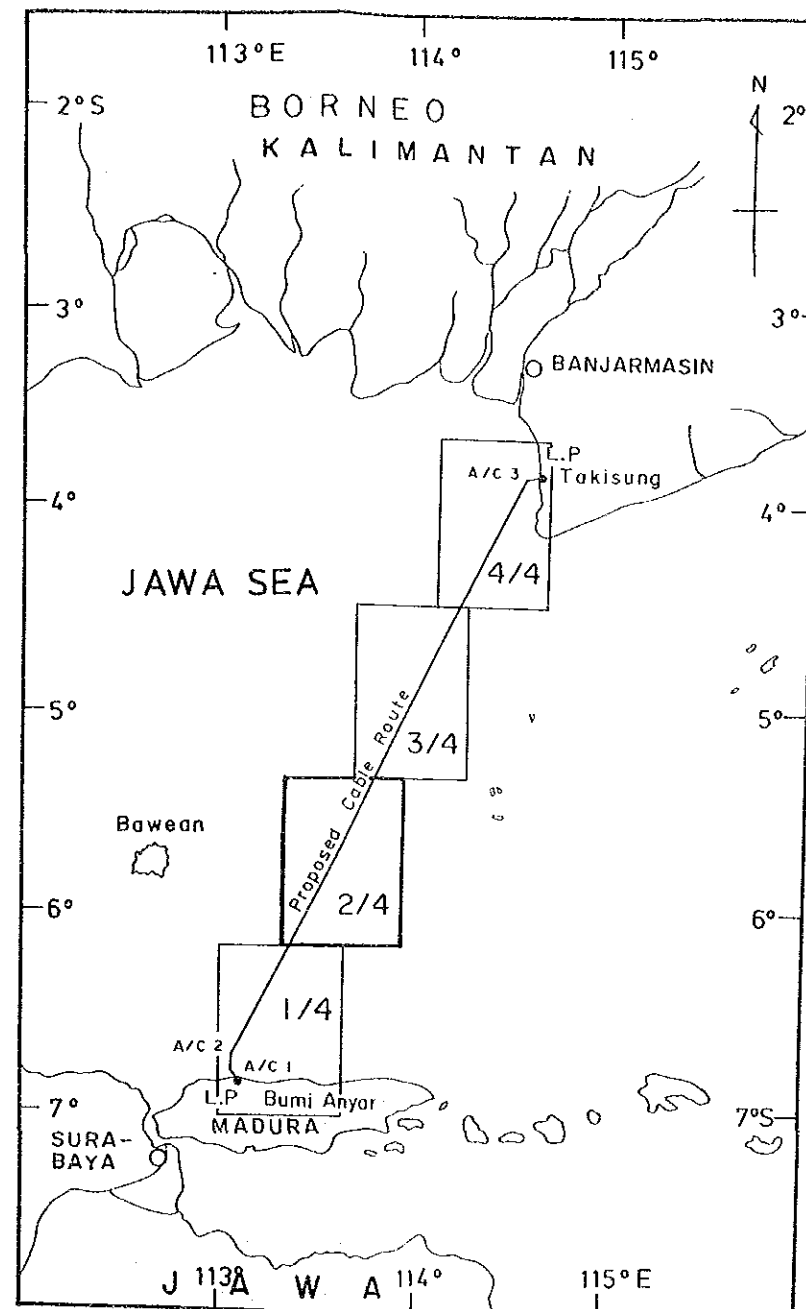 113°E 114° 115°
N
2°S 2°
BORNEO
KALIMANTAN
3° 3°
BANJARMASIN
L.P
A/C 3 Takisung
4° 4°
4/4
JAWA SEA
5° 5°
3/4
Proposed Cable Route
Bawean
2/4
6° 6°
1/4
A/C 2
A/C 1
L.P Bumi Anyar
7° 7°S
MADURA
SURA-
BAYA
JAWA
113° 114° 115°E